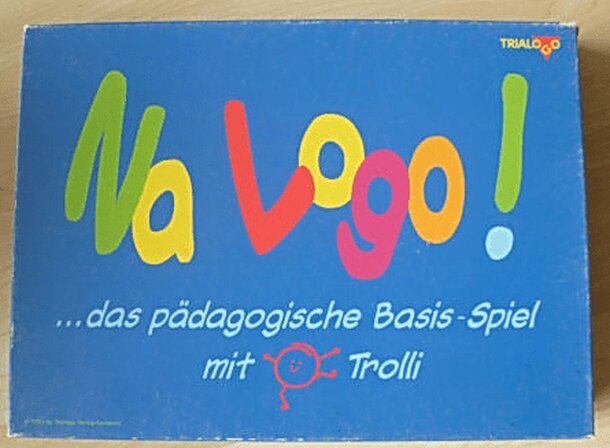 TRIALOGO
Na Logo!
...das pädagogische Basis-Spiel
mit Trolli